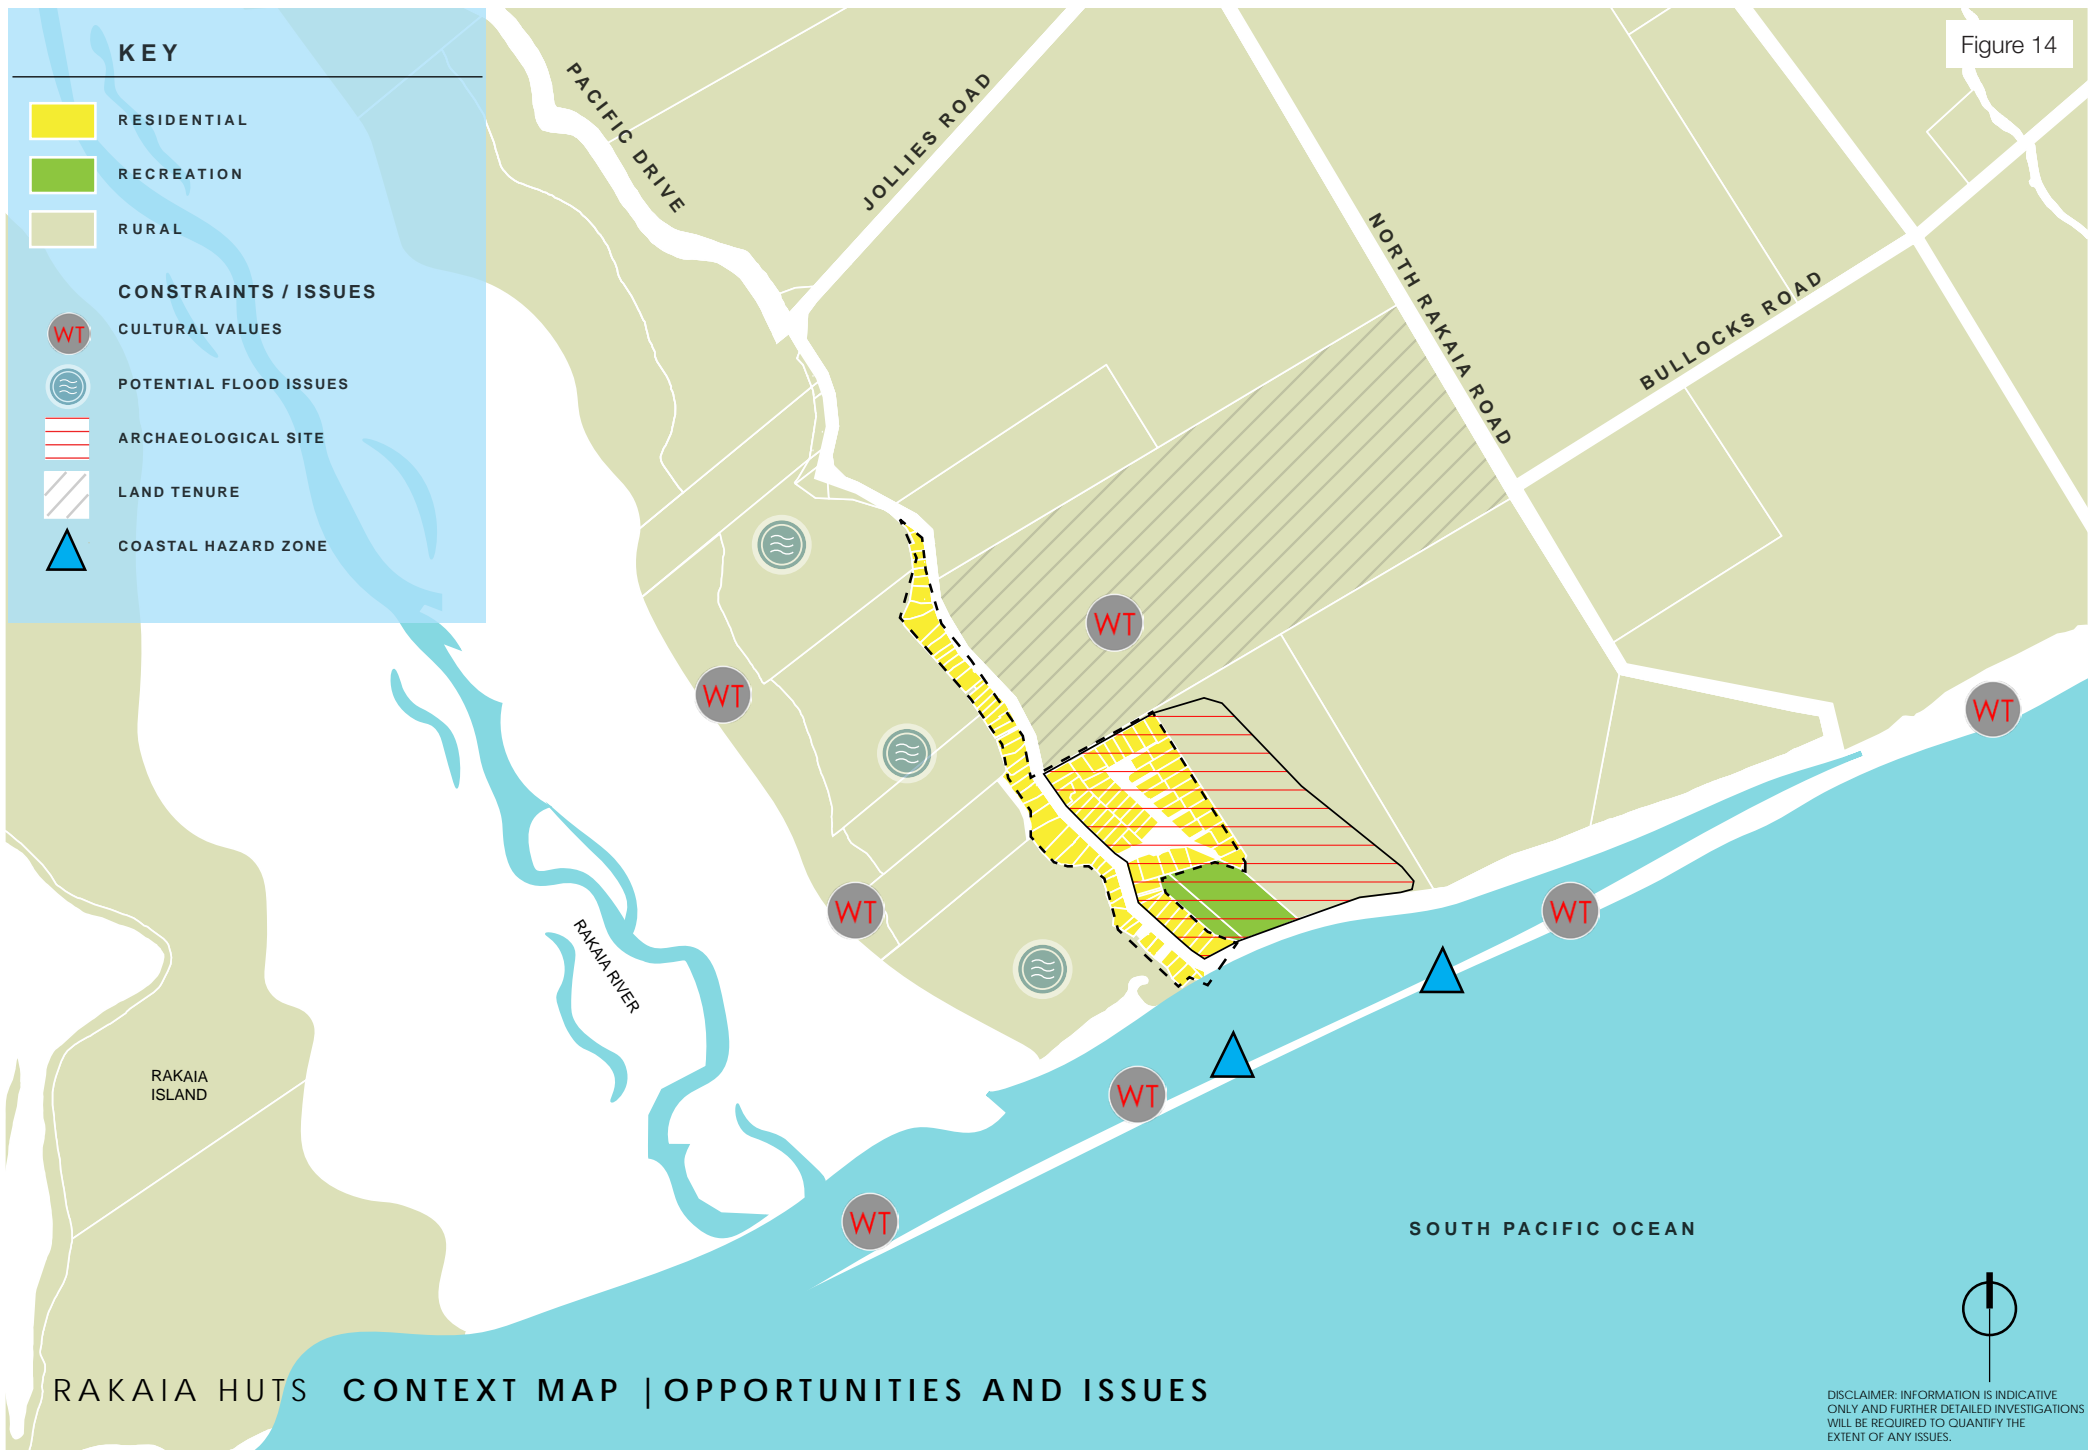 Figure 14
KEY
RESIDENTIAL
RECREATION
RURAL
CONSTRAINTS / ISSUES
WT
CULTURAL VALUES
POTENTIAL FLOOD ISSUES
ARCHAEOLOGICAL SITE
LAND TENURE
COASTAL HAZARD ZONE
PACIFIC DRIVE
JOLLIES ROAD
NORTH RAKAIA ROAD
BULLOCKS ROAD
WT
WT
WT
WT
WT
WT
WT
RAKAIA RIVER
RAKAIA
ISLAND
SOUTH PACIFIC OCEAN
RAKAIA HUTS CONTEXT MAP | OPPORTUNITIES AND ISSUES
DISCLAIMER: INFORMATION IS INDICATIVE
ONLY AND FURTHER DETAILED INVESTIGATIONS
WILL BE REQUIRED TO QUANTIFY THE
EXTENT OF ANY ISSUES.